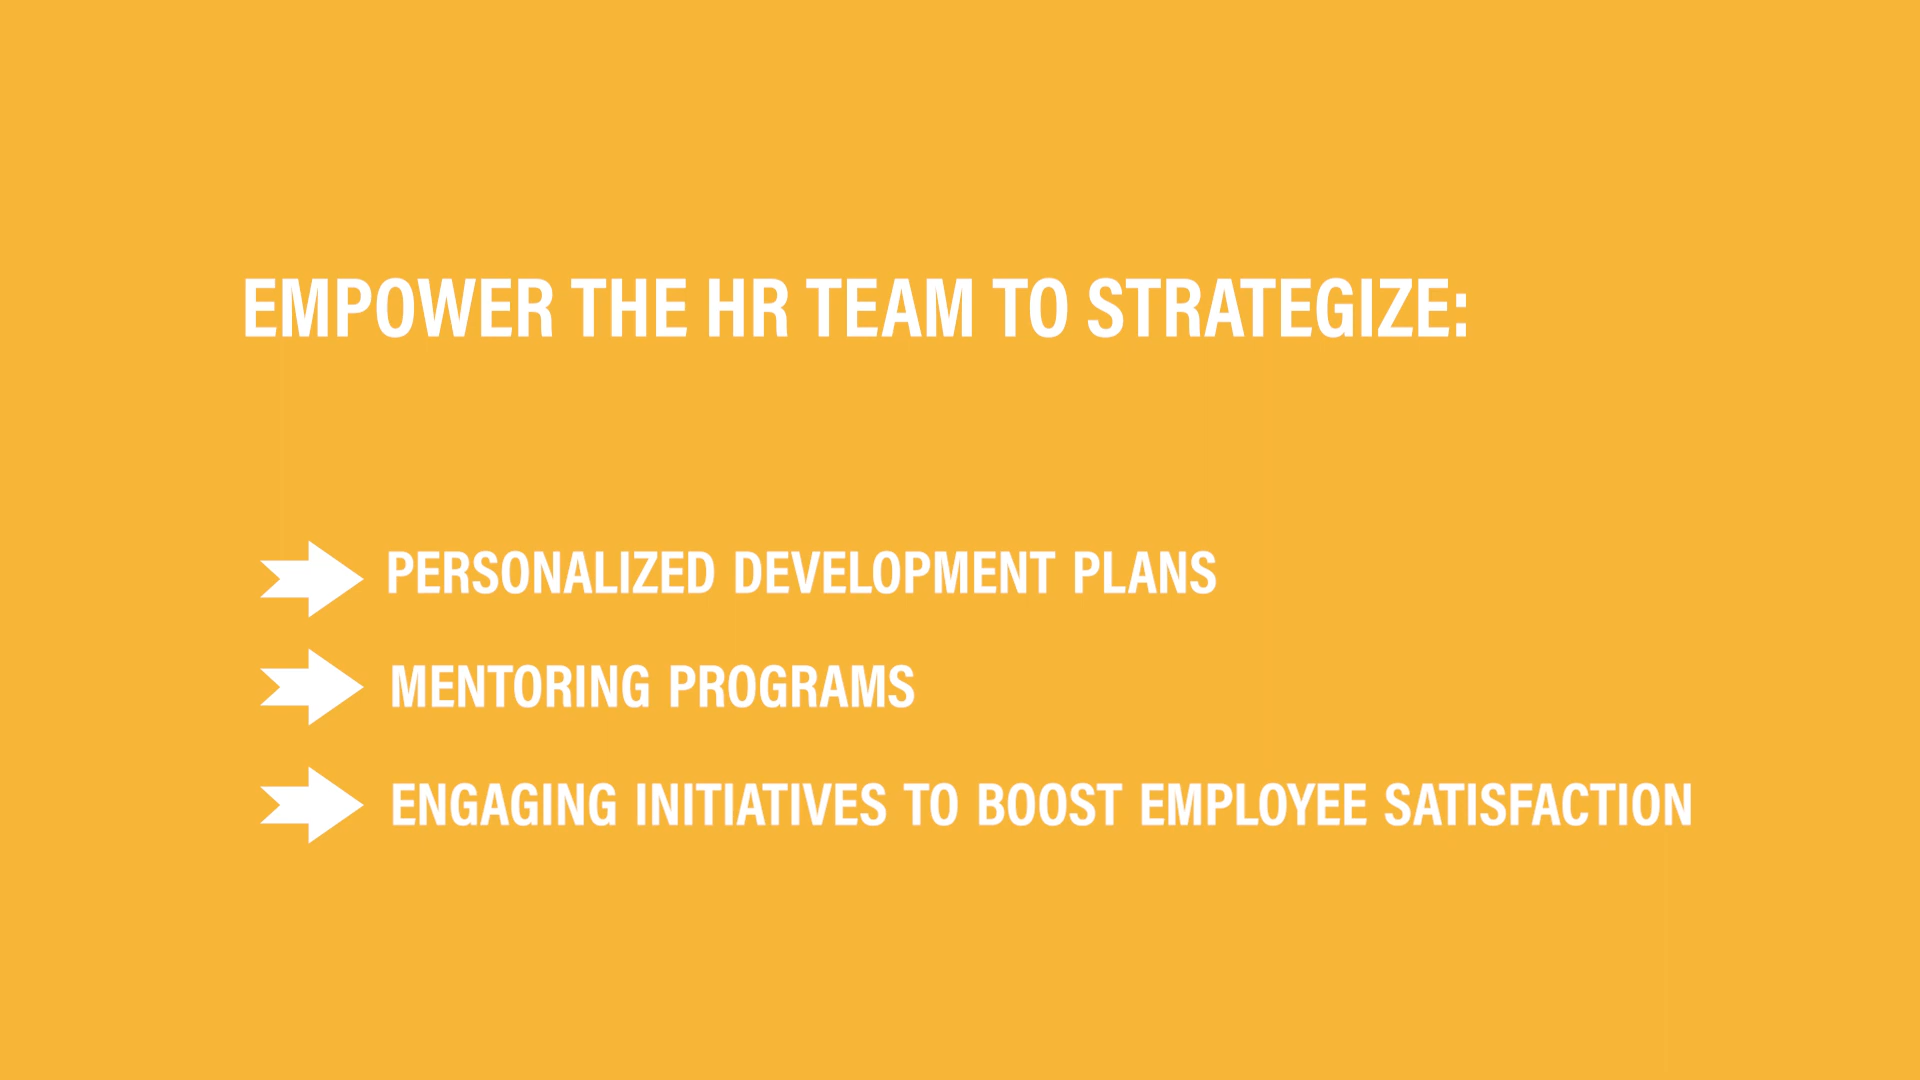 EMPOWER THE HR TEAM TO STRATEGIZE:
PERSONALIZED DEVELOPMENT PLANS
MENTORING PROGRAMS
ENGAGING INITIATIVES TO BOOST EMPLOYEE SATISFACTION